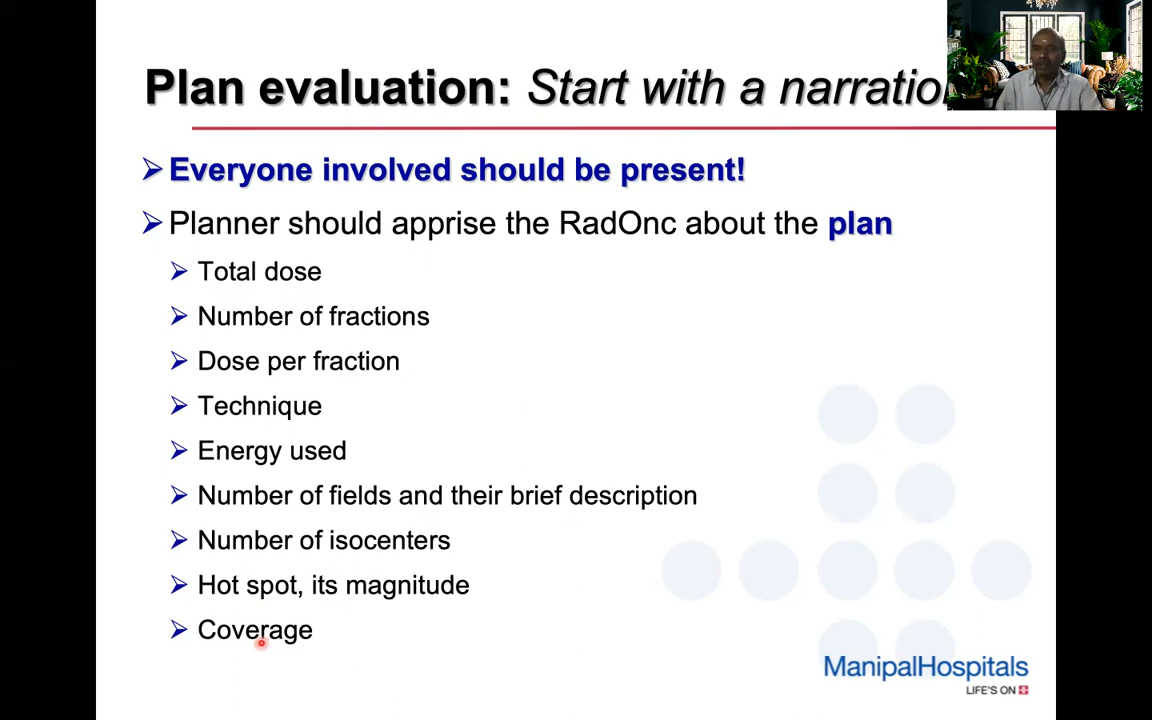 Plan evaluation: Start with a narration
Everyone involved should be present!
Planner should apprise the RadOnc about the plan
Total dose
Number of fractions
Dose per fraction
Technique
Energy used
Number of fields and their brief description
Number of isocenters
Hot spot, its magnitude
Coverage
ManipalHospitals
LIFE'S ON